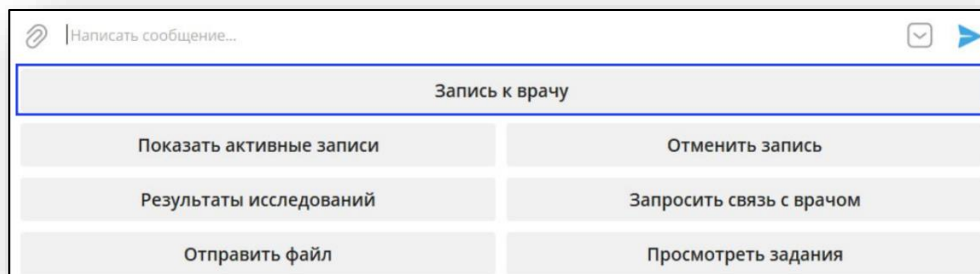 Написать сообщение...
Запись к врачу
Показать активные записи
Отменить запись
Результаты исследований
Запросить связь с врачом
Отправить файл
Просмотреть задания